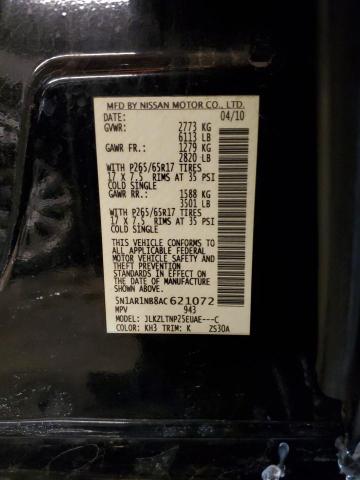 MFD BY NISSAN MOTOR CO., LTD.
DATE: 04/10
GVWR: 2773 KG
6113 LB
GAWR FR: 1279 KG
2820 LB
WITH P265/65R17 TIRES
17 X 7.5 RIMS AT 35 PSI
COLD SINGLE
GAWR RR: 1588 KG
3501 LB
WITH P265/65R17 TIRES
17 X 7.5 RIMS AT 35 PSI
COLD SINGLE
THIS VEHICLE CONFORMS TO
ALL APPLICABLE FEDERAL
MOTOR VEHICLE SAFETY
STANDARDS IN EFFECT ON
THE DATE OF MANUFACTURE
SHOWN ABOVE.
5N1AR1NB8AC621072
MPV 943
MODEL: JLKZLTNP25EUAE---C
COLOR: KH3 TRIM: K ZS30A